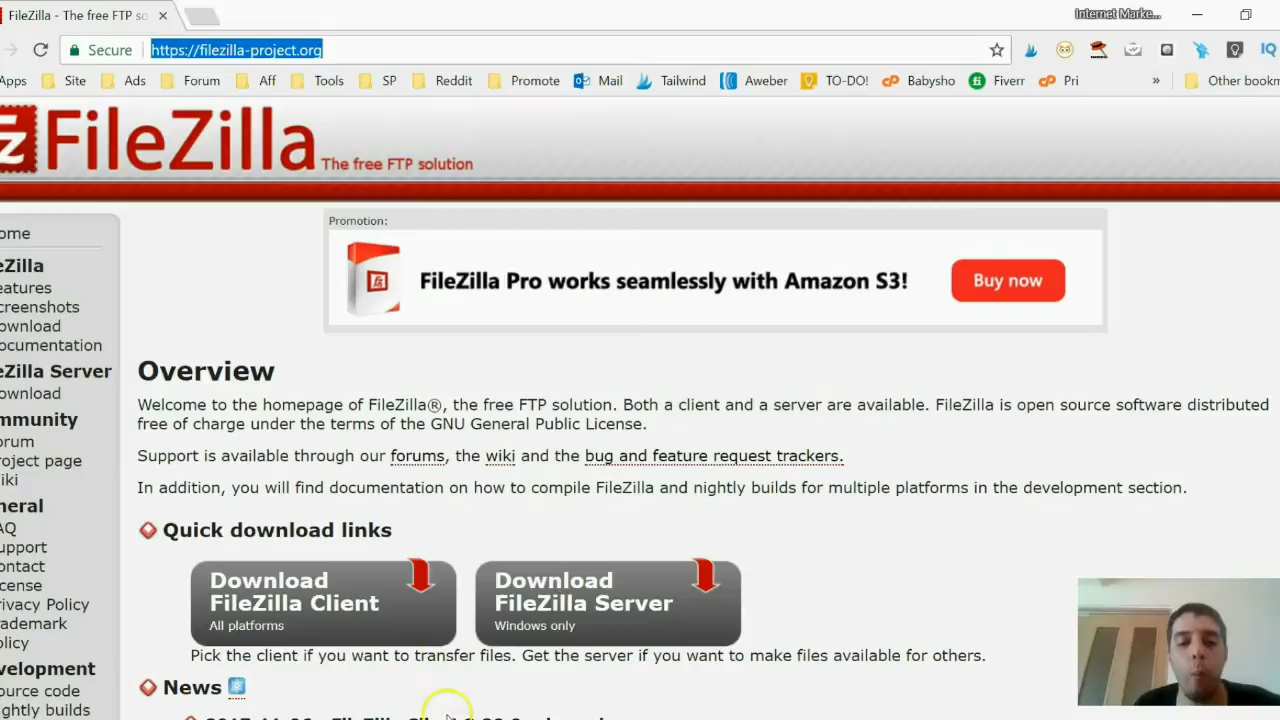 FileZilla - The free FTP so
Internet Marke...
Secure
https://filezilla-project.org
IQ
Apps
Site
Ads
Forum
Aff
Tools
SP
Reddit
Promote
Mail
Tailwind
Aweber
TO-DO!
Babysho
Fiverr
Pri
»
Other bookm
FileZilla
The free FTP solution
Promotion:
FileZilla Pro works seamlessly with Amazon S3!
Buy now
ome
eZilla
eatures
creenshots
ownload
ocumentation
eZilla Server
ownload
mmunity
orum
roject page
iki
neral
AQ
upport
ontact
icense
rivacy Policy
rademark
olicy
velopment
ource code
ightly builds
Overview
Welcome to the homepage of FileZilla®, the free FTP solution. Both a client and a server are available. FileZilla is open source software distributed
free of charge under the terms of the GNU General Public License.
Support is available through our forums, the wiki and the bug and feature request trackers.
In addition, you will find documentation on how to compile FileZilla and nightly builds for multiple platforms in the development section.
Quick download links
Download
FileZilla Client
All platforms
Download
FileZilla Server
Windows only
Pick the client if you want to transfer files. Get the server if you want to make files available for others.
News